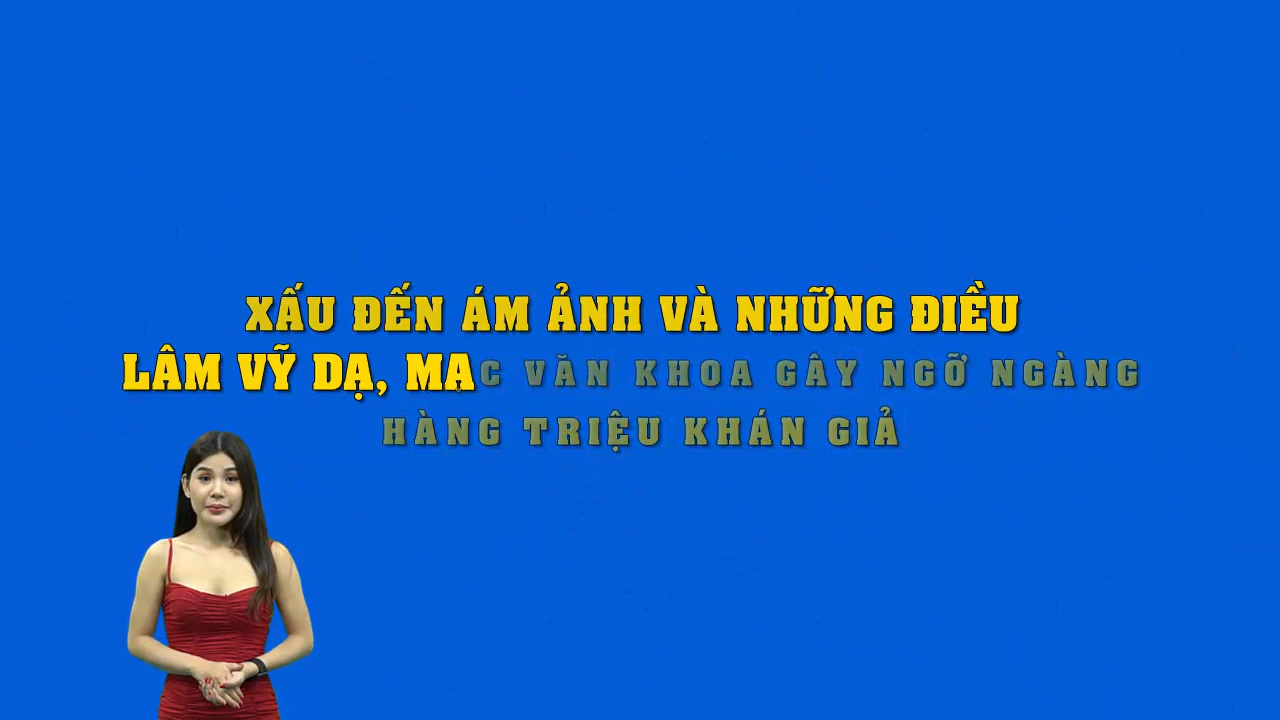 XẤU ĐẾN ÁM ẢNH VÀ NHỮNG ĐIỀU
LÂM VỸ DẠ, MẠC VĂN KHOA GÂY NGỠ NGÀNG
HÀNG TRIỆU KHÁN GIẢ